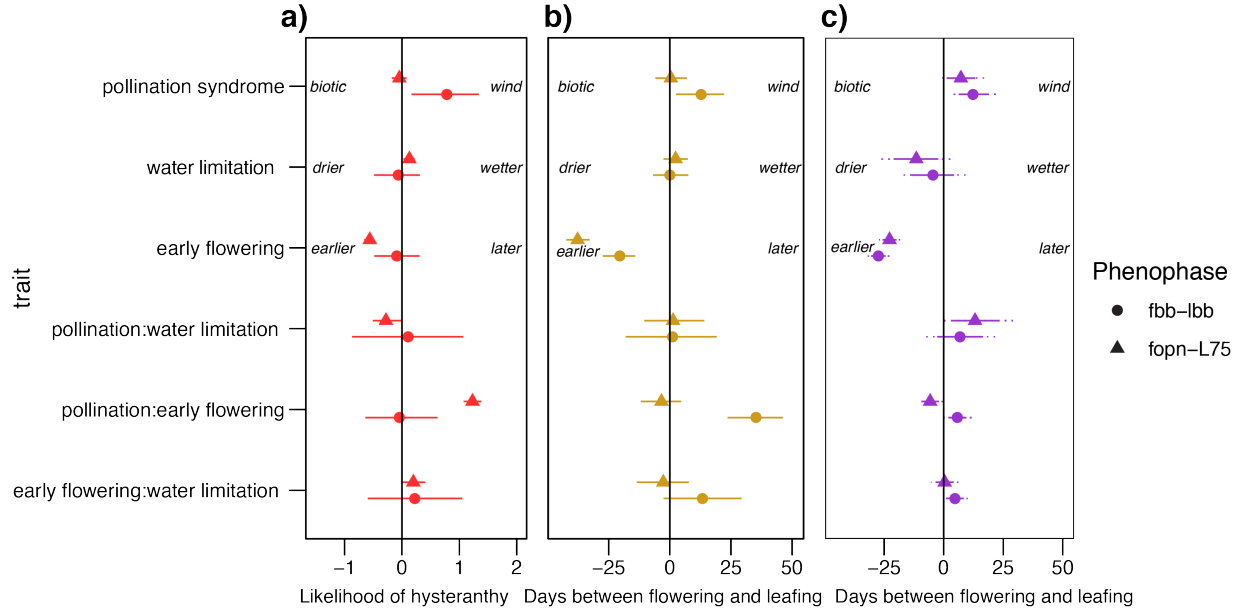 a) b) c)
pollination syndrome biotic wind biotic wind biotic wind
water limitation drier wetter drier wetter drier wetter
early flowering earlier later earlier later earlier later
trait
pollination:water limitation
pollination:early flowering
early flowering:water limitation
Phenophase
fbb−lbb
fopn−L75
−1 0 1 2 −25 0 25 50 −25 0 25 50
Likelihood of hysteranthy Days between flowering and leafing Days between flowering and leafing